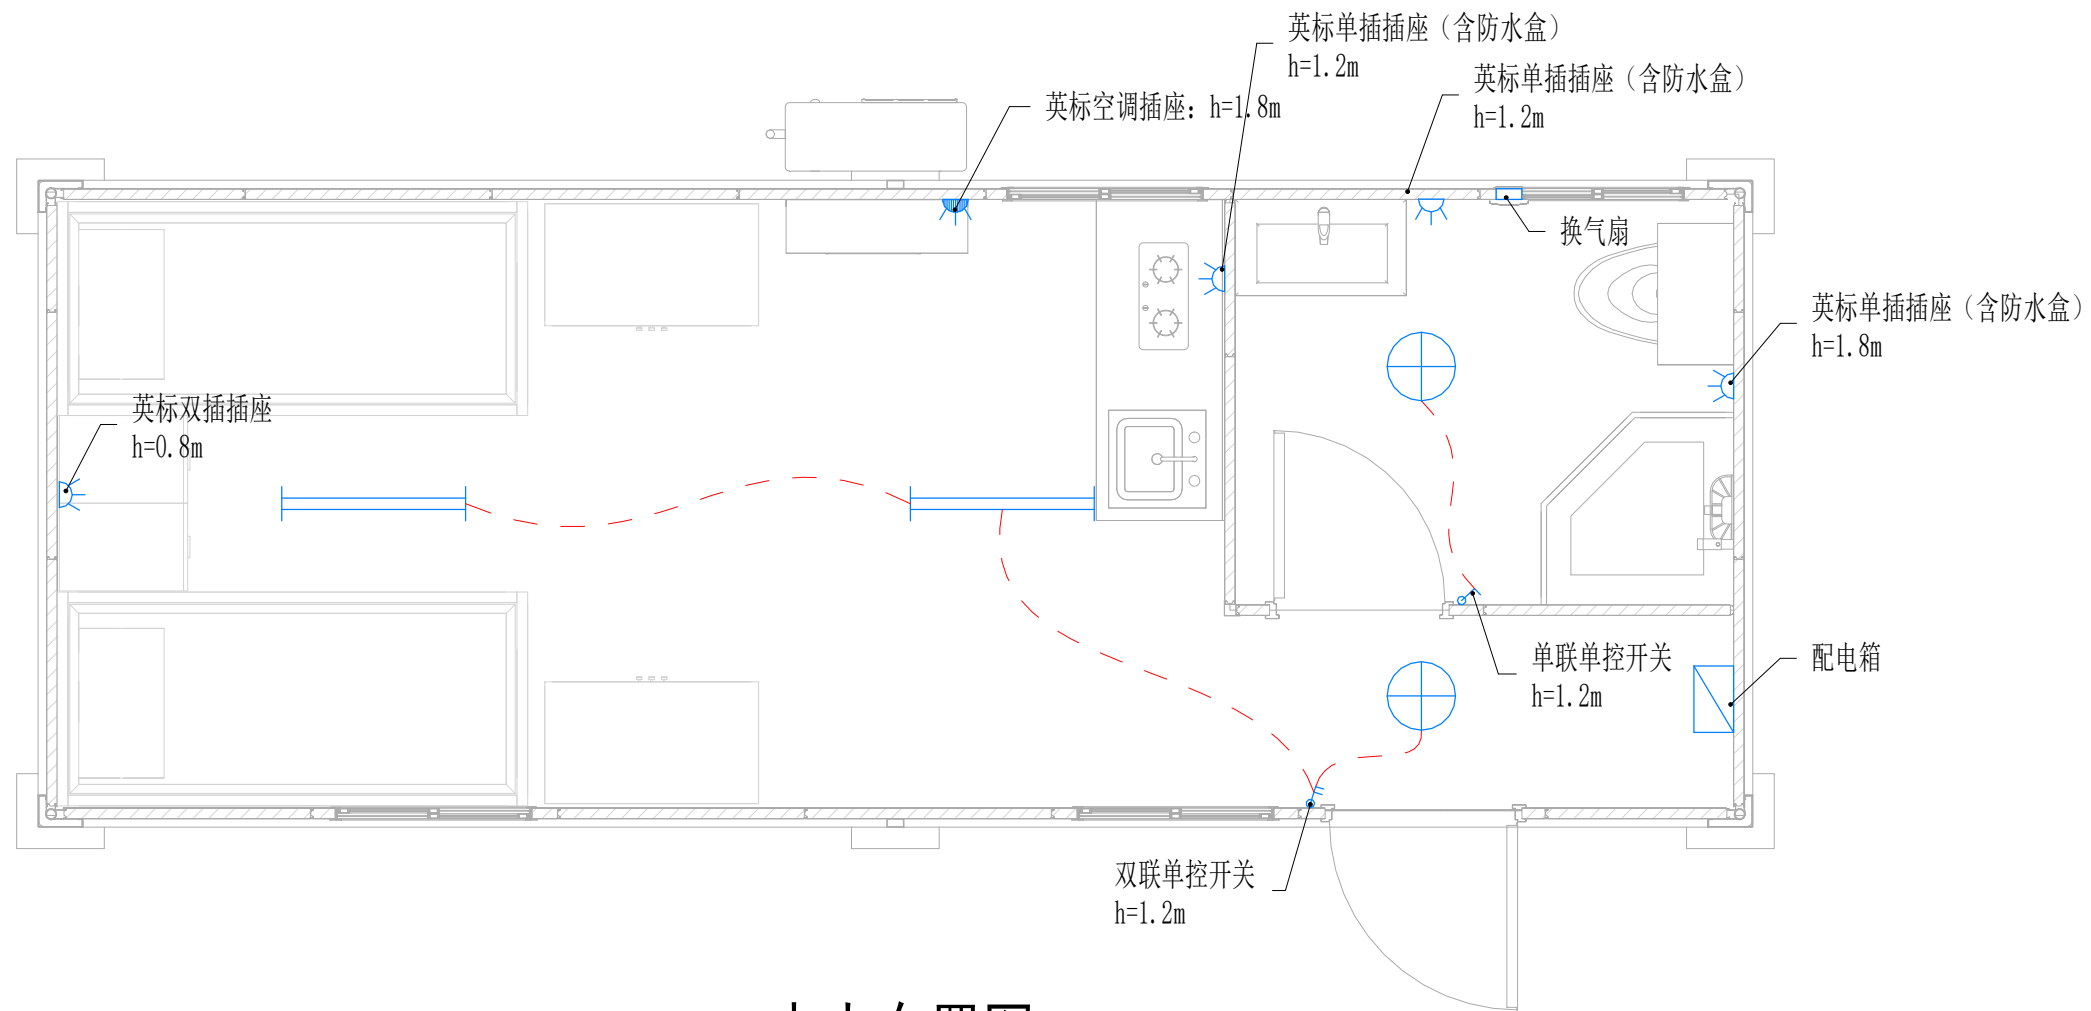 英标单插插座（含防水盒）
h=1.2m
英标单插插座（含防水盒）
h=1.2m
英标空调插座：h=1.8m
换气扇
英标单插插座（含防水盒）
h=1.8m
英标双插插座
h=0.8m
单联单控开关
h=1.2m
配电箱
双联单控开关
h=1.2m